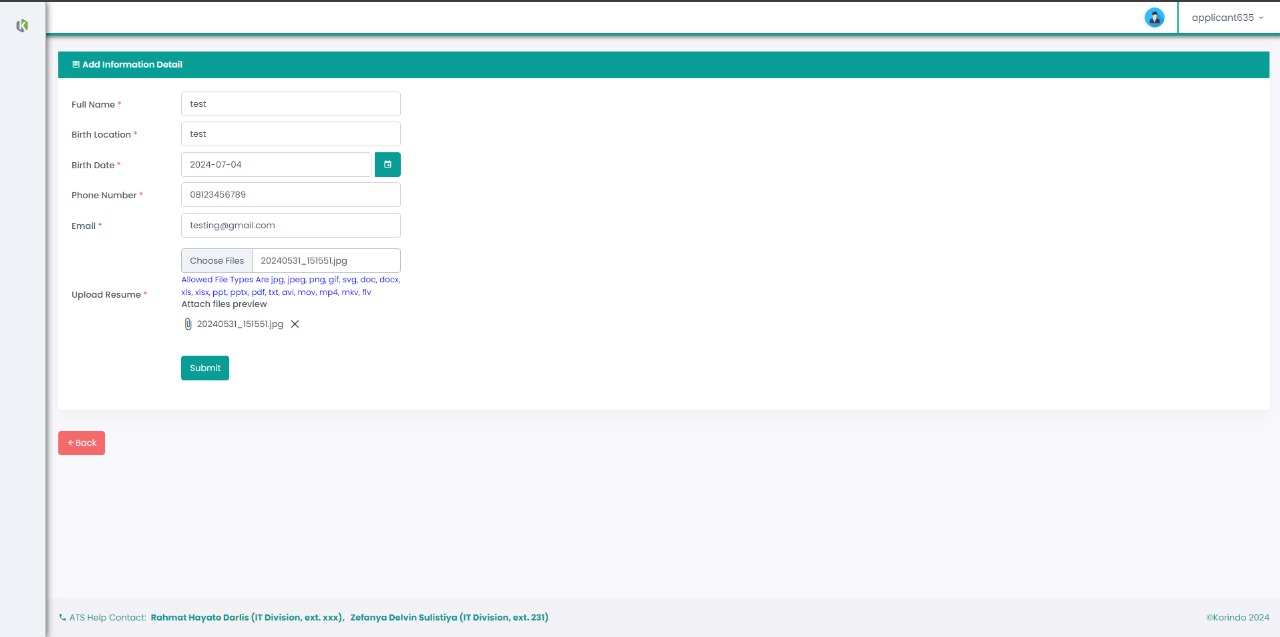 applicant635
Add Information Detail
Full Name *
test
Birth Location *
test
Birth Date *
2024-07-04
Phone Number *
08123456789
Email *
testing@gmail.com
Choose Files 20240531_151551.jpg
Allowed File Types Are jpg, jpeg, png, gif, svg, doc, docx,
xls, xlsx, ppt, pptx, pdf, txt, avi, mov, mp4, mkv, flv
Upload Resume *
Attach files preview
20240531_151551.jpg
Submit
Back
ATS Help Contact: Rahmat Hayato Darlis (IT Division, ext. xxx), Zefanya Delvin Sulistiya (IT Division, ext. 231)
©Korindo 2024